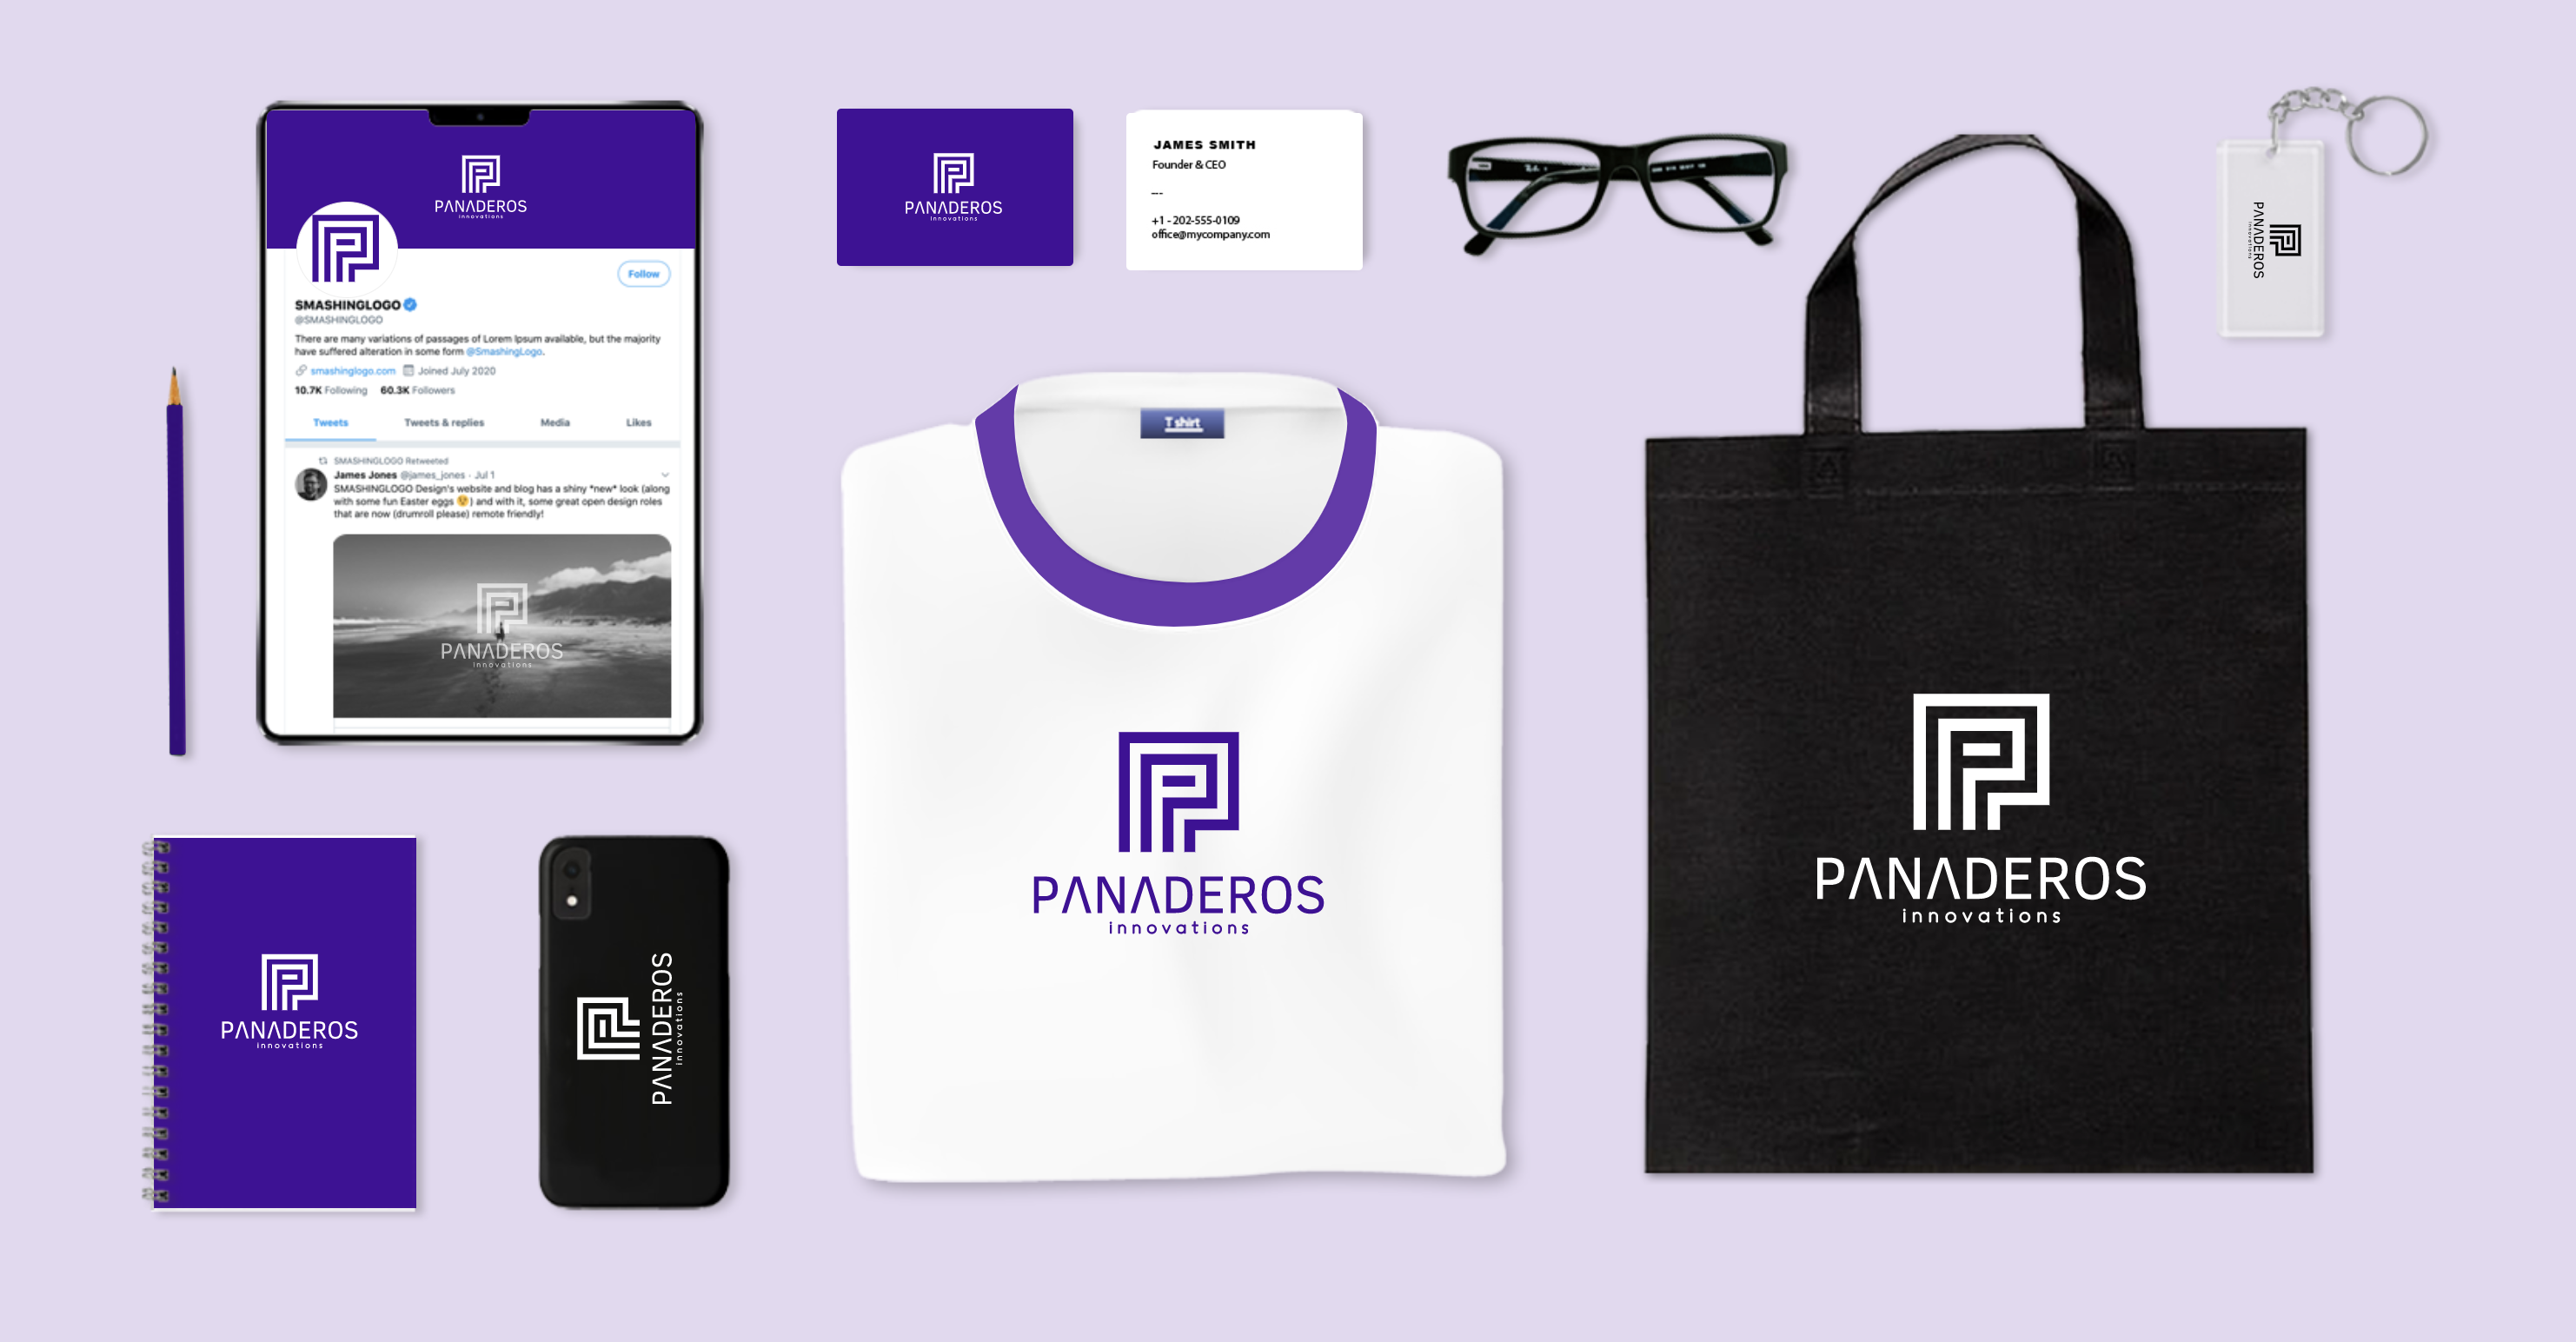 PANADEROS
innovations
Follow
SMASHINGLOGO
@SMASHINGLOGO
There are many variations of passages of Lorem Ipsum available, but the majority
have suffered alteration in some form @SmashingLogo.
smashinglogo.com Joined July 2020
10.7K Following 60.3K Followers
Tweets Tweets & replies Media Likes
SMASHINGLOGO Retweeted
James Jones @james_jones · Jul 1
SMASHINGLOGO Design's website and blog has a shiny *new* look (along
with some fun Easter eggs 😉) and with it, some great open design roles
that are now (drumroll please) remote friendly!
PANADEROS
innovations
PANADEROS
innovations
JAMES SMITH
Founder & CEO
---
+1 - 202-555-0109
office@mycompany.com
PANADEROS
innovations
T shirt
PANADEROS
innovations
PANADEROS
innovations
PANADEROS
innovations
PANADEROS
innovations